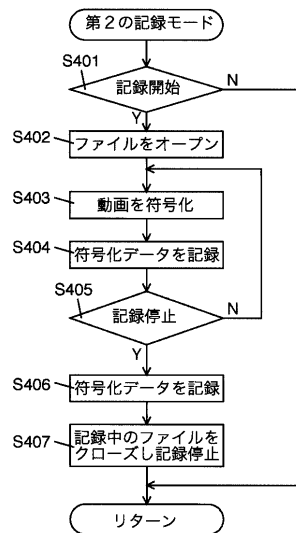 第２の記録モード
S401
記録開始
N
Y
S402
ファイルをオープン
S403
動画を符号化
S404
符号化データを記録
S405
記録停止
N
Y
S406
符号化データを記録
S407
記録中のファイルを
クローズし記録停止
リターン